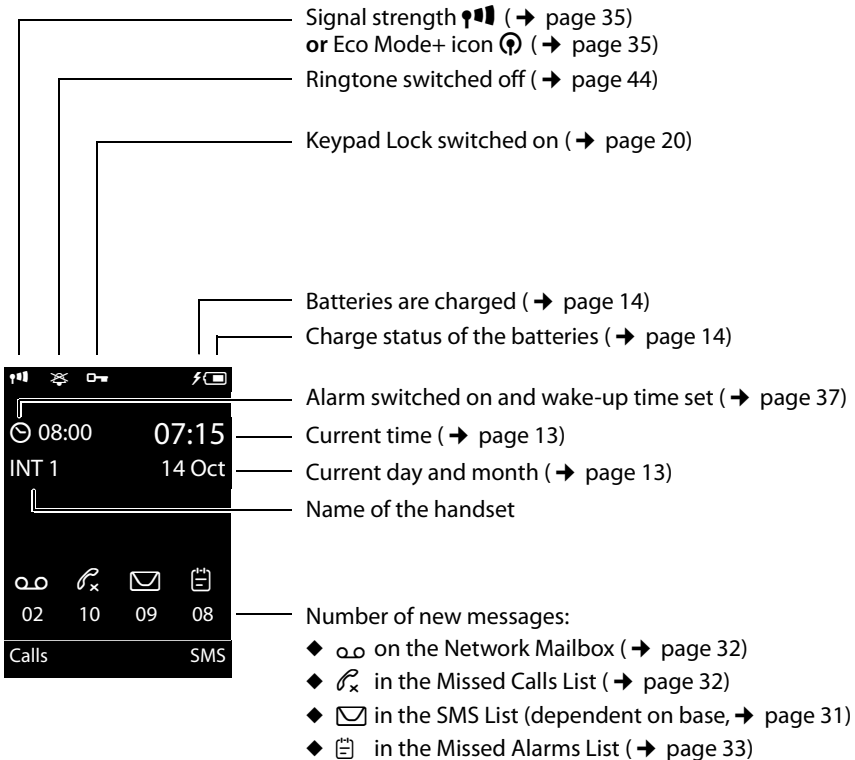 Signal strength (➔ page 35)
or Eco Mode+ icon (➔ page 35)
Ringtone switched off (➔ page 44)
Keypad Lock switched on (➔ page 20)
Batteries are charged (➔ page 14)
Charge status of the batteries (➔ page 14)
Alarm switched on and wake-up time set (➔ page 37)
08:00 07:15
Current time (➔ page 13)
INT 1 14 Oct
Current day and month (➔ page 13)
Name of the handset
02 10 09 08
Number of new messages:
Calls SMS
◆ on the Network Mailbox (➔ page 32)
◆ in the Missed Calls List (➔ page 32)
◆ in the SMS List (dependent on base, ➔ page 31)
◆ in the Missed Alarms List (➔ page 33)